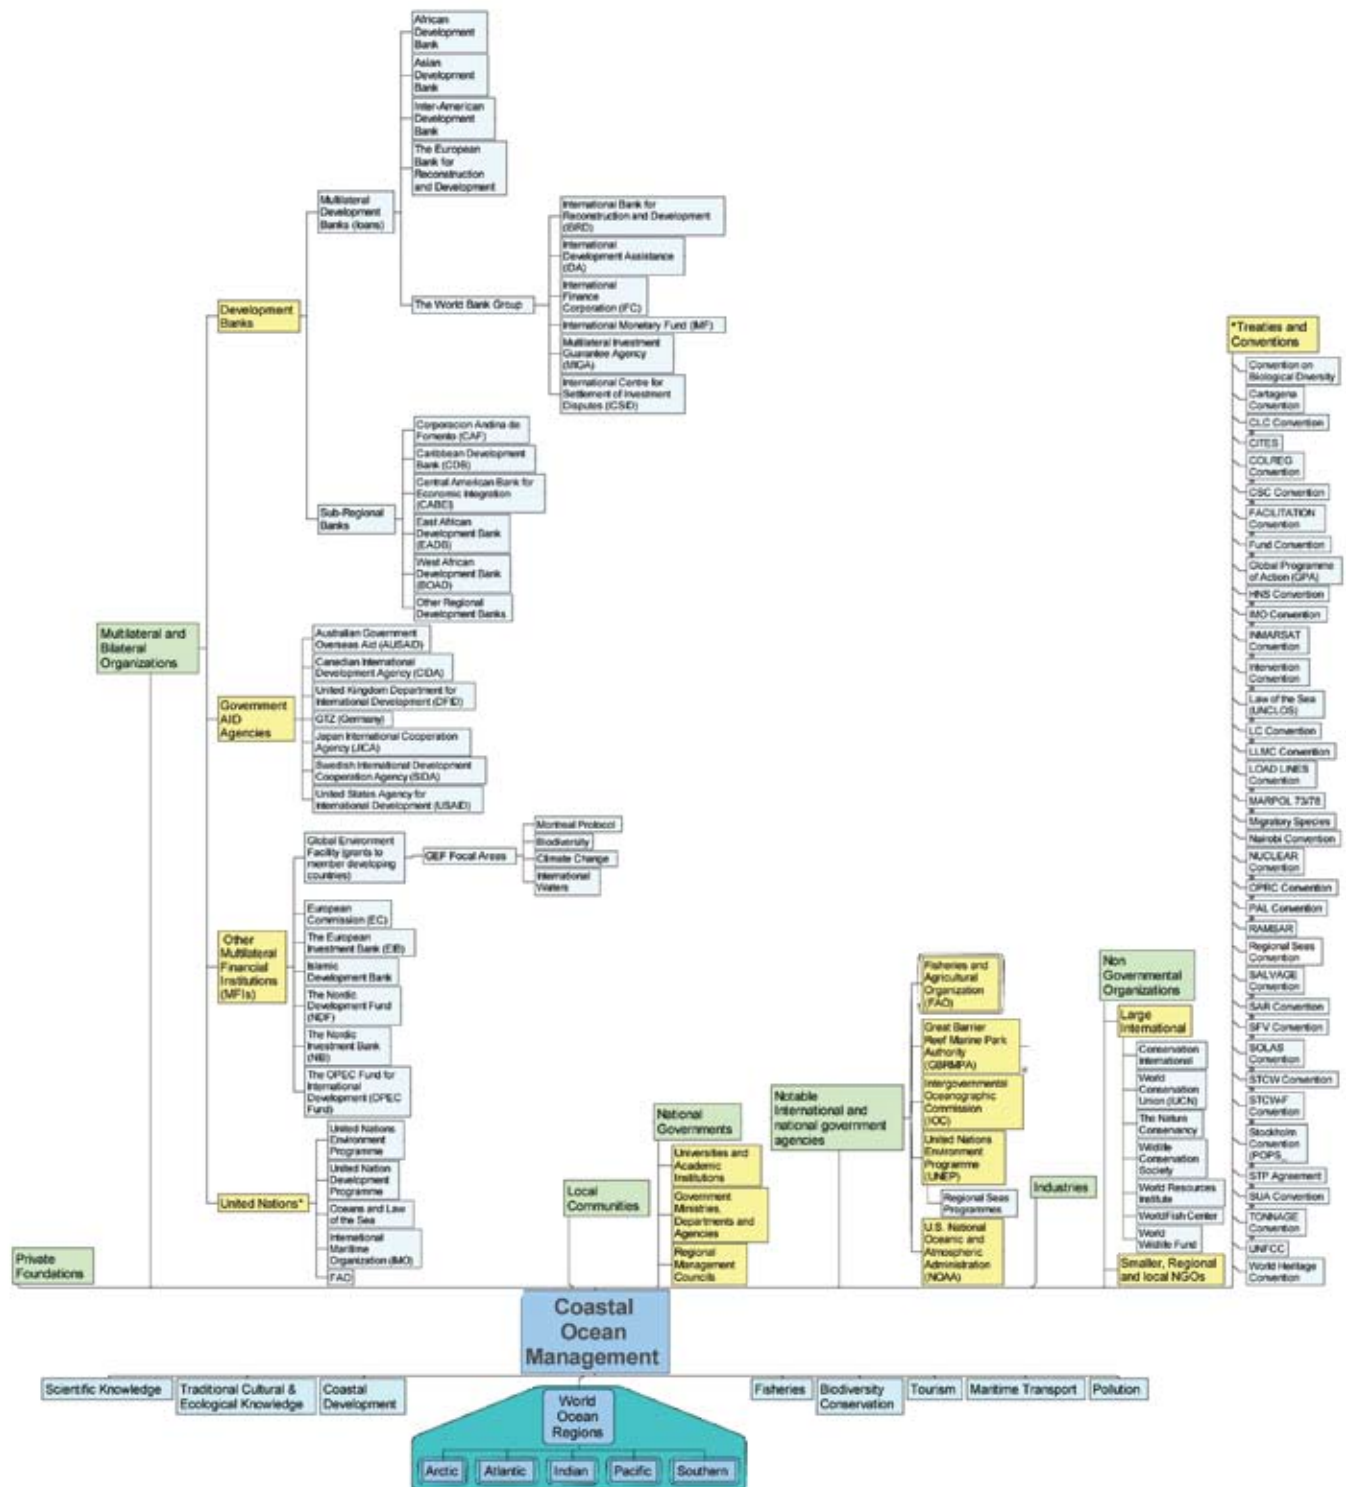 African
Development
Bank
Asian
Development
Bank
Inter-American
Development
Bank
The European
Bank for
Reconstruction
and Development
Multilateral
Development
Banks (loans)
International Bank for
Reconstruction and Development
(IBRD)
International
Development Assistance
(IDA)
International
Finance
Corporation (IFC)
The World Bank Group
International Monetary Fund (IMF)
Multilateral Investment
Guarantee Agency
(MIGA)
International Centre for
Settlement of Investment
Disputes (ICSID)
Development
Banks
Corporacion Andina de
Fomento (CAF)
Caribbean Development
Bank (CDB)
Central American Bank for
Economic Integration
(CABEI)
Sub-Regional
Banks
East African
Development Bank
(EADB)
West African
Development Bank
(BOAD)
Other Regional
Development Banks
Multilateral and
Bilateral
Organizations
Australian Government
Overseas Aid (AUSAID)
Canadian International
Development Agency (CIDA)
United Kingdom Department for
International Development (DFID)
Government
AID
Agencies
GTZ (Germany)
Japan International Cooperation
Agency (JICA)
Swedish International Development
Cooperation Agency (SIDA)
United States Agency for
International Development (USAID)
Global Environment
Facility (grants to
member developing
countries)
GEF Focal Areas
Montreal Protocol
Biodiversity
Climate Change
International
Waters
Other
Multilateral
Financial
Institutions
(MFIs)
European
Commission (EC)
The European
Investment Bank (EIB)
Islamic
Development Bank
The Nordic
Development Fund
(NDF)
The Nordic
Investment Bank
(NIB)
The OPEC Fund for
International
Development (OPEC
Fund)
United Nations*
United Nations
Environment
Programme
United Nation
Development
Programme
Oceans and Law
of the Sea
International
Maritime
Organization (IMO)
FAO
Private
Foundations
Local
Communities
National
Governments
Universities and
Academic
Institutions
Government
Ministries,
Departments and
Agencies
Regional
Management
Councils
Notable
International and
national government
agencies
Fisheries and
Agricultural
Organization
(FAO)
Great Barrier
Reef Marine Park
Authority
(GBRMPA)
Intergovernmental
Oceanographic
Commission
(IOC)
United Nations
Environment
Programme
(UNEP)
Regional Seas
Programmes
U.S. National
Oceanic and
Atmospheric
Administration
(NOAA)
Industries
Non
Governmental
Organizations
Large
International
Conservation
International
World
Conservation
Union (IUCN)
The Nature
Conservancy
Wildlife
Conservation
Society
World Resources
Institute
WorldFish Center
World
Wildlife Fund
Smaller, Regional
and local NGOs
*Treaties and
Conventions
Convention on
Biological Diversity
Cartagena
Convention
CLC Convention
CITES
COLREG
Convention
CSC Convention
FACILITATION
Convention
Fund Convention
Global Programme
of Action (GPA)
HNS Convention
IMO Convention
INMARSAT
Convention
Intervention
Convention
Law of the Sea
(UNCLOS)
LC Convention
LLMC Convention
LOAD LINES
Convention
MARPOL 73/78
Migratory Species
Nairobi Convention
NUCLEAR
Convention
OPRC Convention
PAL Convention
RAMSAR
Regional Seas
Convention
SALVAGE
Convention
SAR Convention
SFV Convention
SOLAS
Convention
STCW Convention
STCW-F
Convention
Stockholm
Convention
(POPS_
STP Agreement
SUA Convention
TONNAGE
Convention
UNFCC
World Heritage
Convention
Coastal
Ocean
Management
Scientific Knowledge
Traditional Cultural &
Ecological Knowledge
Coastal
Development
Fisheries
Biodiversity
Conservation
Tourism
Maritime Transport
Pollution
World
Ocean
Regions
Arctic
Atlantic
Indian
Pacific
Southern